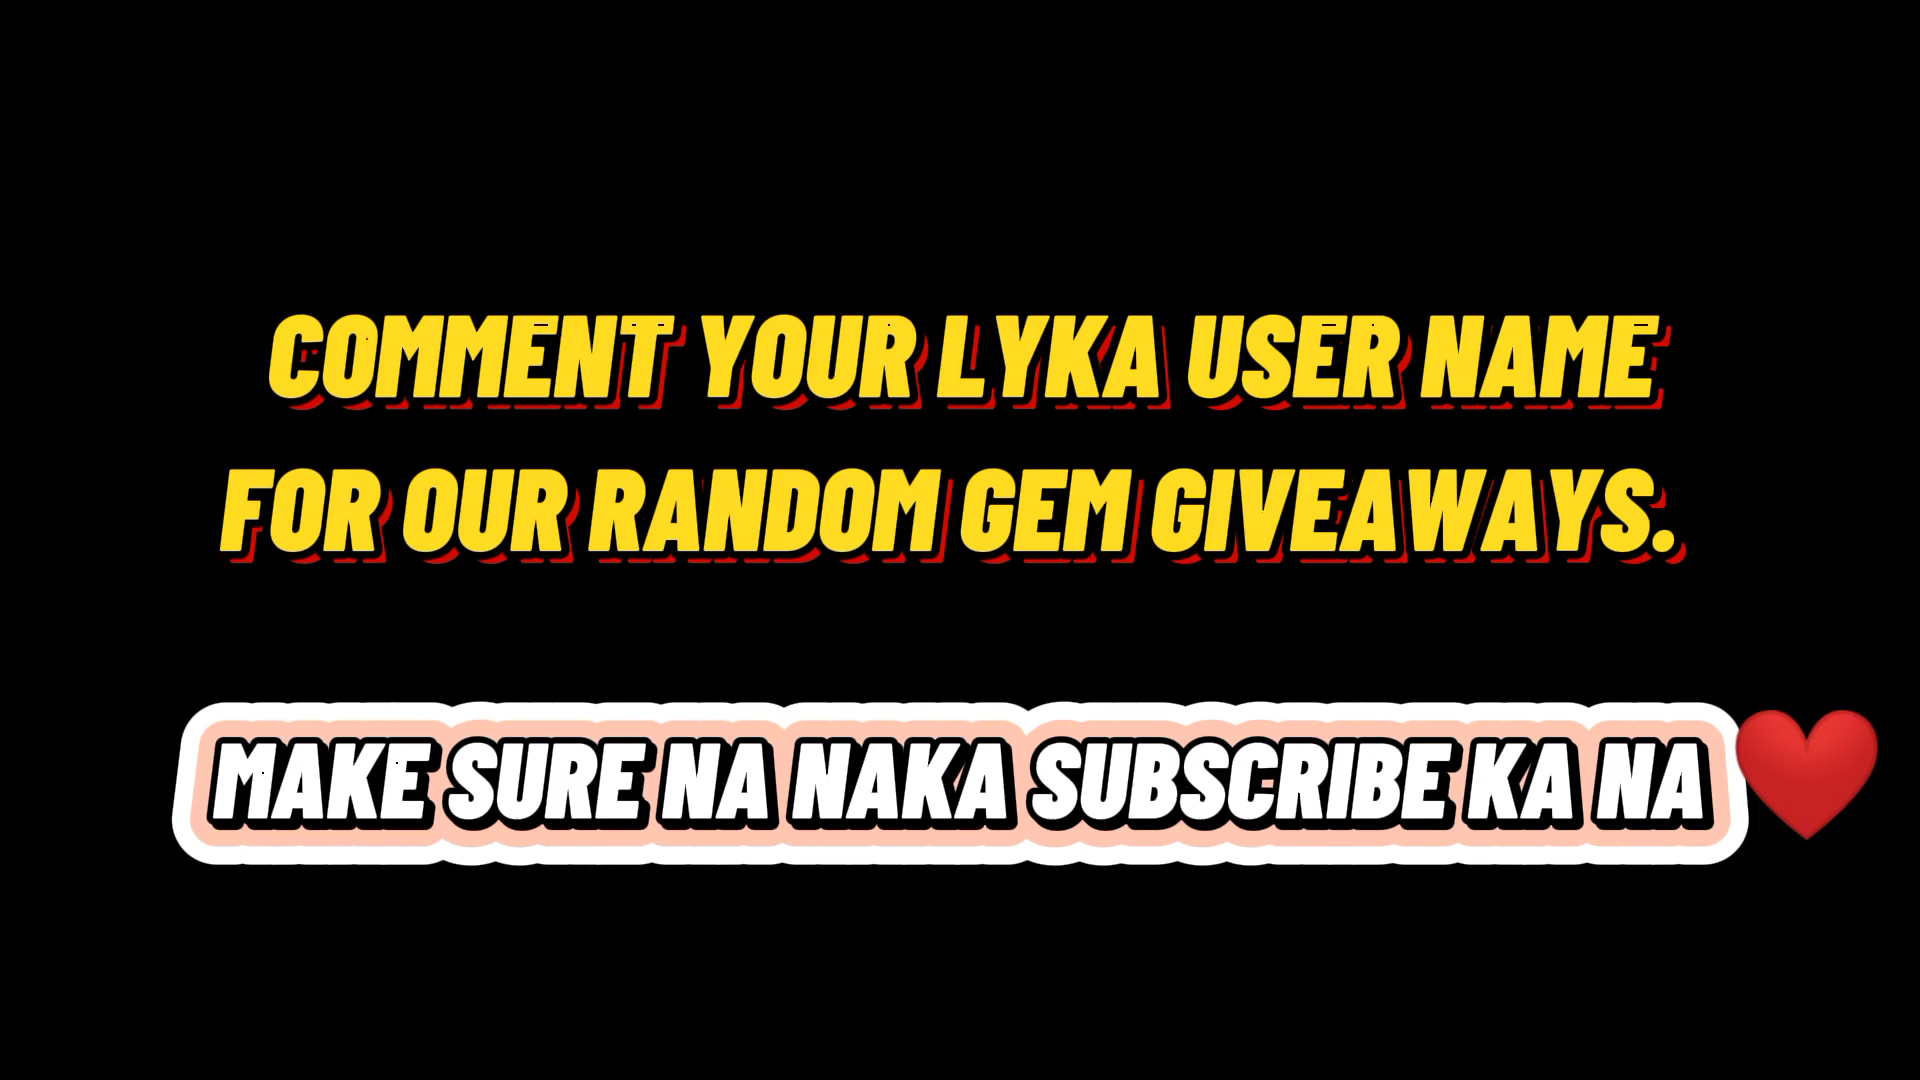 COMMENT YOUR LYKA USER NAME
FOR OUR RANDOM GEM GIVEAWAYS.
MAKE SURE NA NAKA SUBSCRIBE KA NA